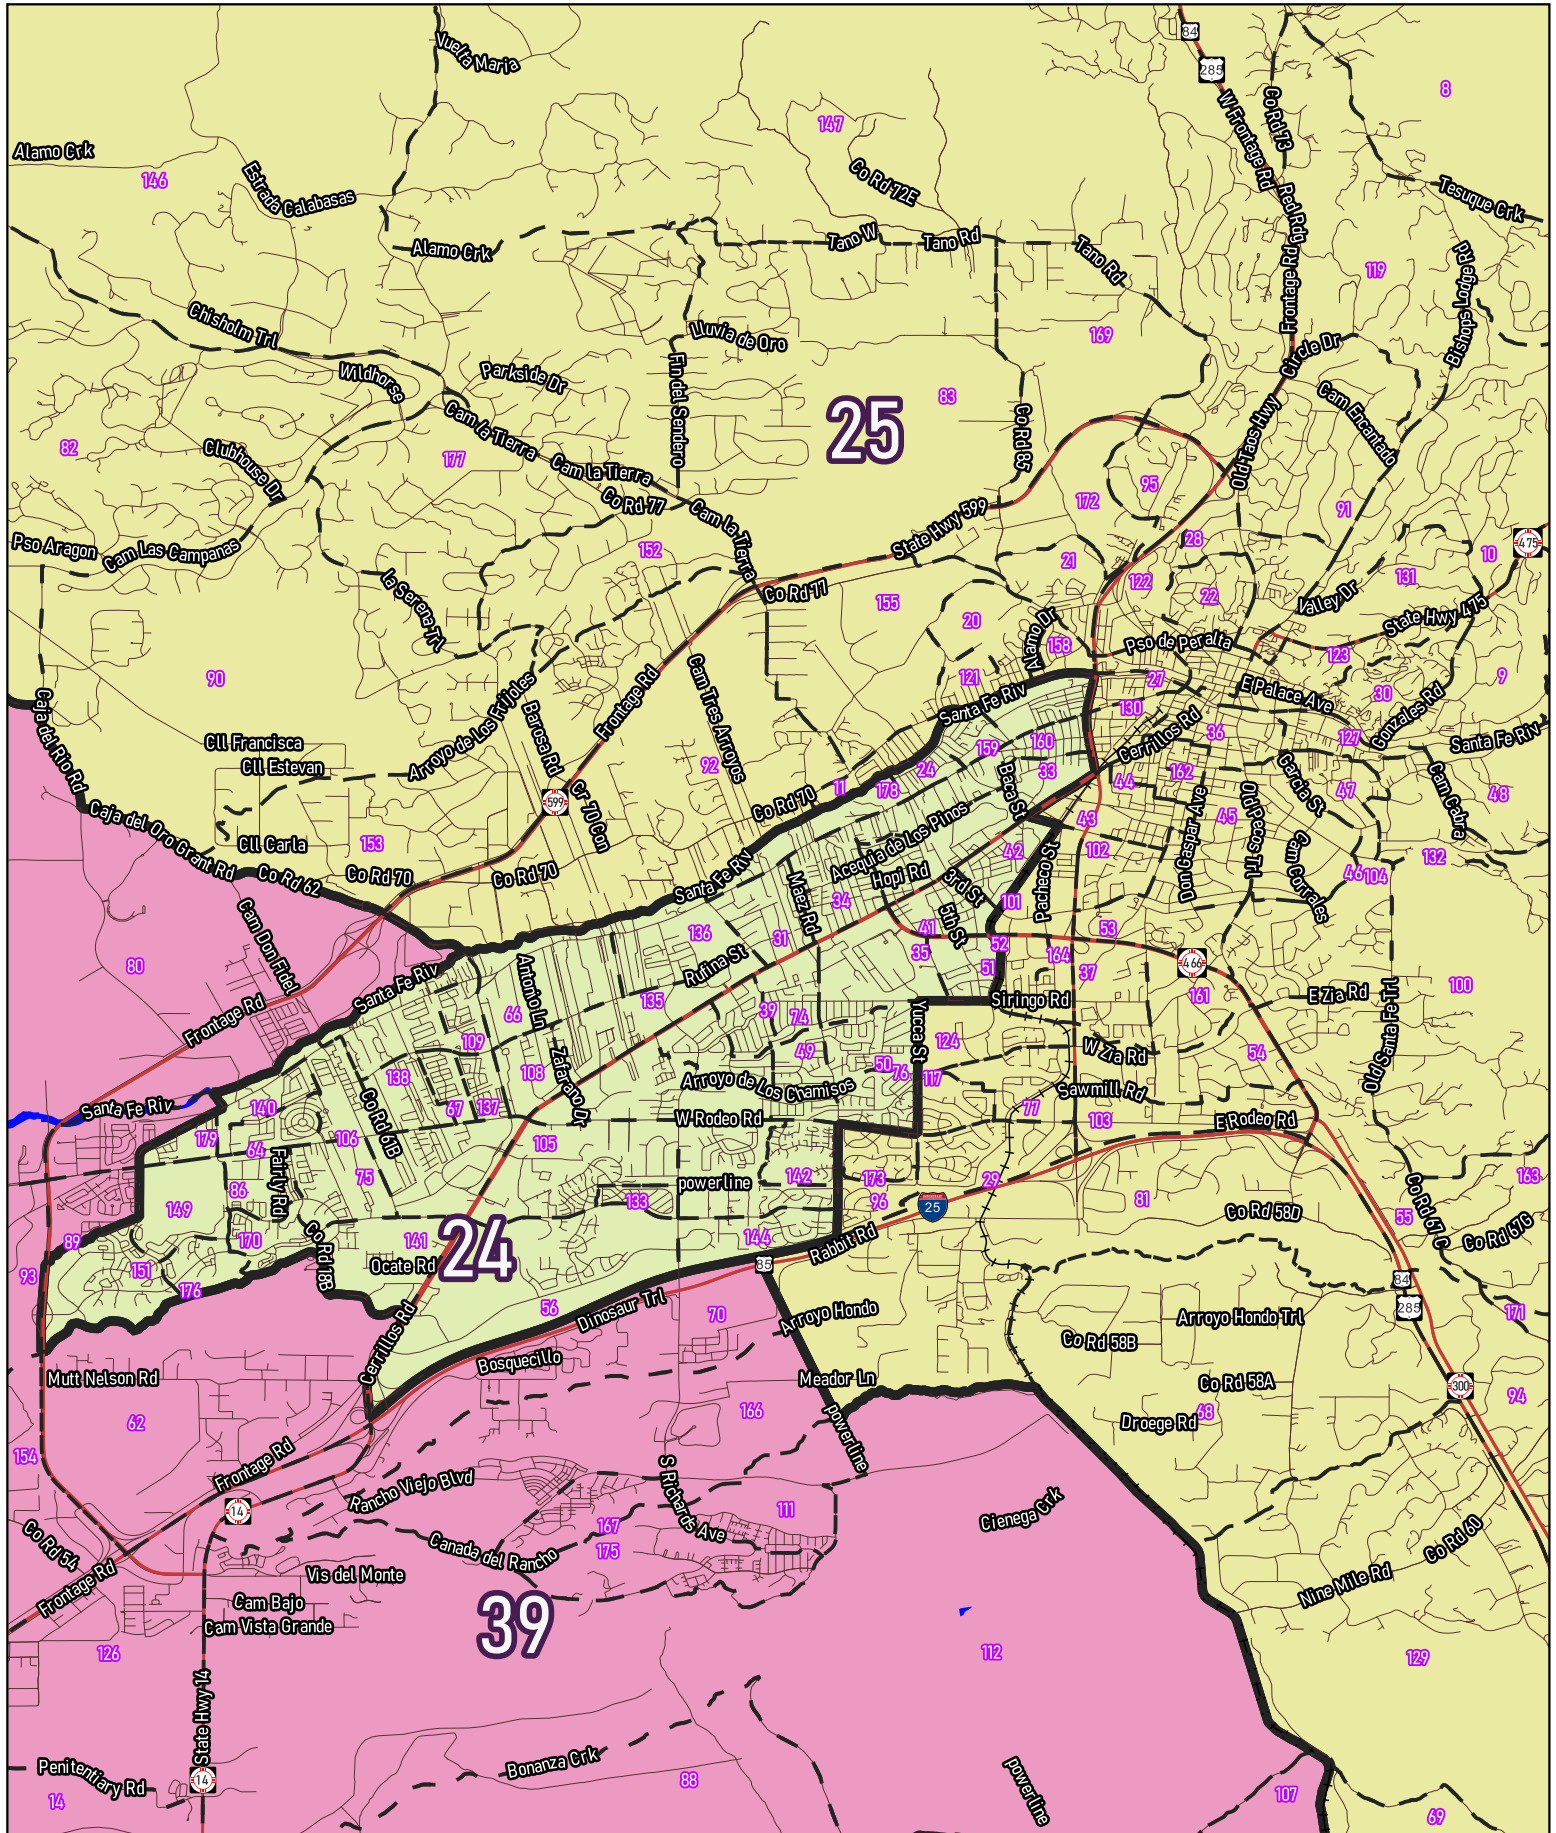 84
Vuelta Maria
285
8
W Frontage Rd
Co Rd 73
147
Alamo Crk
146
Estrada Calabasas
Co Rd 72E
Red Rdg
Tesuque Crk
Alamo Crk
Tano W
Tano Rd
Tano Rd
119
Frontage Rd
Bishops Lodge Rd
Chisholm Trl
Lluvia de Oro
169
Circle Dr
Wildhorse
Parkside Dr
Fin del Sendero
83
Cam Encantado
25
Cam la Tierra
Co Rd 85
Old Taos Hwy
82
Clubhouse Dr
177
Cam la Tierra
95
Co Rd 77
172
91
Cam la Tierra
State Hwy 599
Pso Aragon
Cam Las Campanas
152
28
475
10
21
122
131
la Serena Trl
Co Rd 77
155
22
Valley Dr
20
State Hwy 475
Alamo Dr
158
Pso de Peralta
123
90
121
27
9
Caja del Rio Rd
Arroyo de Los Frijoles
Frontage Rd
Cam Tres Arroyos
Santa Fe Riv
E Palace Ave
30
Gonzales Rd
Barosa Rd
130
Cll Francisca
160
159
Cerrillos Rd
36
127
Santa Fe Riv
Cll Estevan
92
24
33
162
Garcia St
Cam Cabra
11
178
Baca St
44
47
48
599
Cr 70 Con
Co Rd 70
Old Pecos Trl
Caja del Oro Grant Rd
43
Don Gaspar Ave
45
Cll Carla
153
Acequia de Los Pinos
42
102
Cam Corrales
132
Co Rd 62
Co Rd 70
Co Rd 70
Santa Fe Riv
Maez Rd
Hopi Rd
3rd St
Pacheco St
46
104
Cam Don Fidel
34
101
5th St
136
31
41
52
53
80
Rufina St
35
51
164
37
466
Santa Fe Riv
Antonio Ln
66
135
39
74
Siringo Rd
161
E Zia Rd
100
Frontage Rd
109
Yucca St
Old Santa Fe Trl
49
124
W Zia Rd
54
138
108
Zafarano Dr
50
76
117
Co Rd 61B
Arroyo de Los Chamisos
Sawmill Rd
Santa Fe Riv
140
67
137
W Rodeo Rd
77
103
E Rodeo Rd
179
64
106
105
Fairly Rd
75
86
powerline
142
173
29
163
133
96
81
Co Rd 67 C
149
25
Co Rd 58D
55
Co Rd 67G
89
170
Co Rd 18B
141
24
144
Rabbit Rd
93
151
Ocate Rd
85
84
176
56
Dinosaur Trl
70
Arroyo Hondo
285
171
Arroyo Hondo Trl
Cerrillos Rd
Co Rd 58B
Mutt Nelson Rd
Bosquecillo
Meador Ln
Co Rd 58A
300
94
62
166
powerline
Droege Rd
68
154
Frontage Rd
Rancho Viejo Blvd
S Richards Ave
14
111
Cienega Crk
Co Rd 54
167
Canada del Rancho
175
Co Rd 60
Frontage Rd
Vis del Monte
Nine Mile Rd
Cam Bajo
39
Cam Vista Grande
126
112
129
State Hwy 14
Penitentiary Rd
Bonanza Crk
14
88
powerline
107
14
69